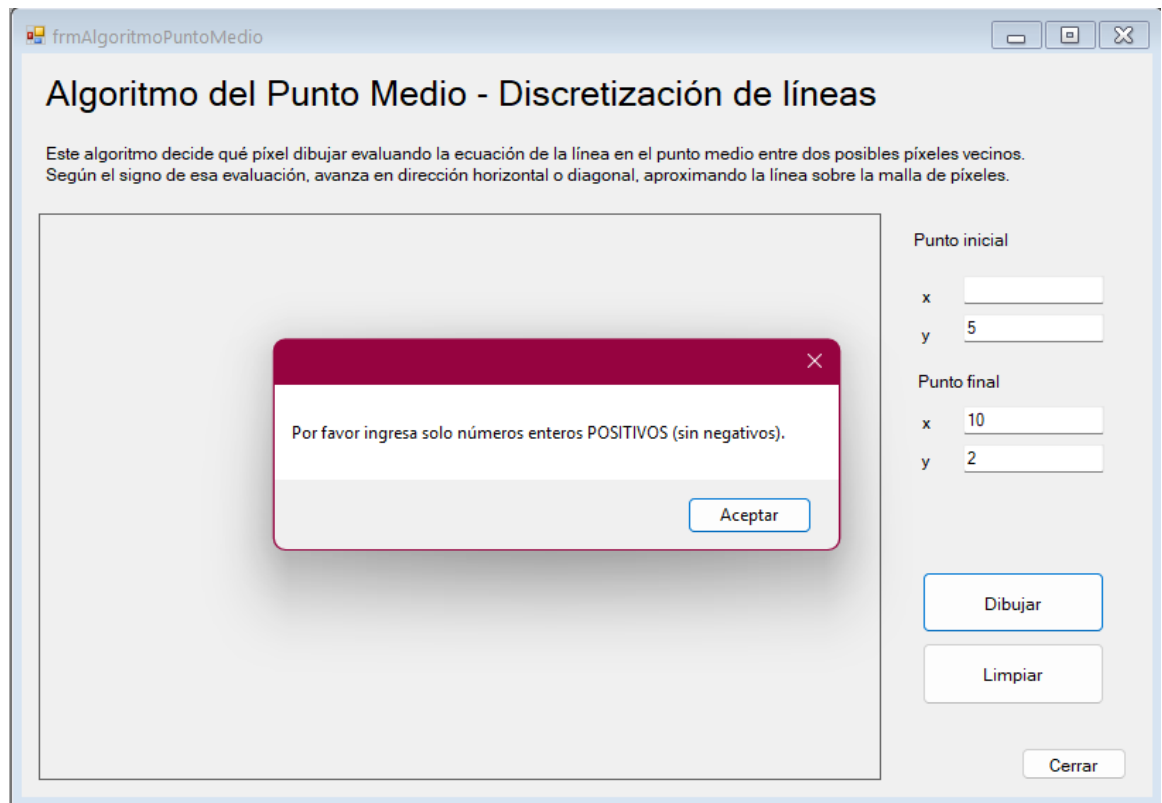 frmAlgoritmoPuntoMedio
Algoritmo del Punto Medio - Discretización de líneas
Este algoritmo decide qué píxel dibujar evaluando la ecuación de la línea en el punto medio entre dos posibles píxeles vecinos.
Según el signo de esa evaluación, avanza en dirección horizontal o diagonal, aproximando la línea sobre la malla de píxeles.
Punto inicial
x
y 5
Punto final
x 10
y 2
Por favor ingresa solo números enteros POSITIVOS (sin negativos).
Aceptar
Dibujar
Limpiar
Cerrar